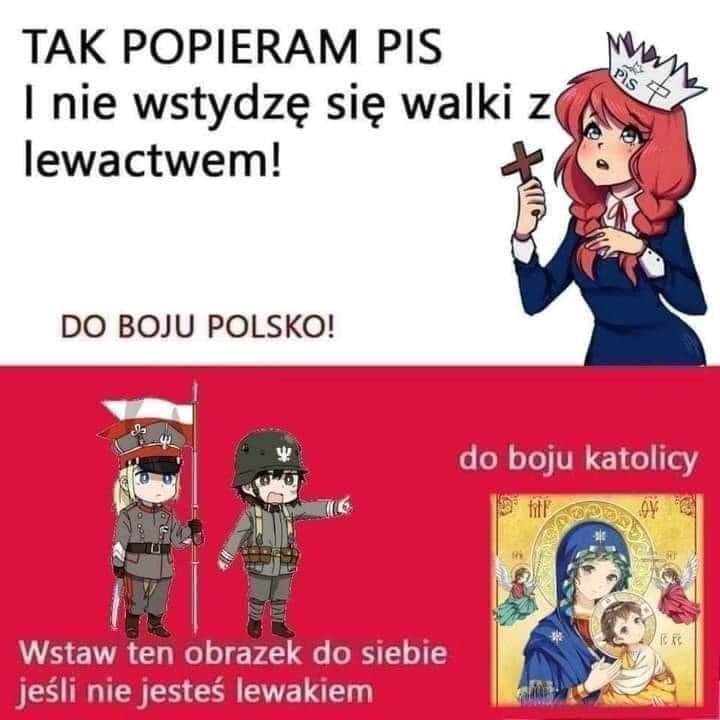 TAK POPIERAM PIS
I nie wstydzę się walki z
lewactwem!
PiS
DO BOJU POLSKO!
do boju katolicy
Wstaw ten obrazek do siebie
jeśli nie jesteś lewakiem